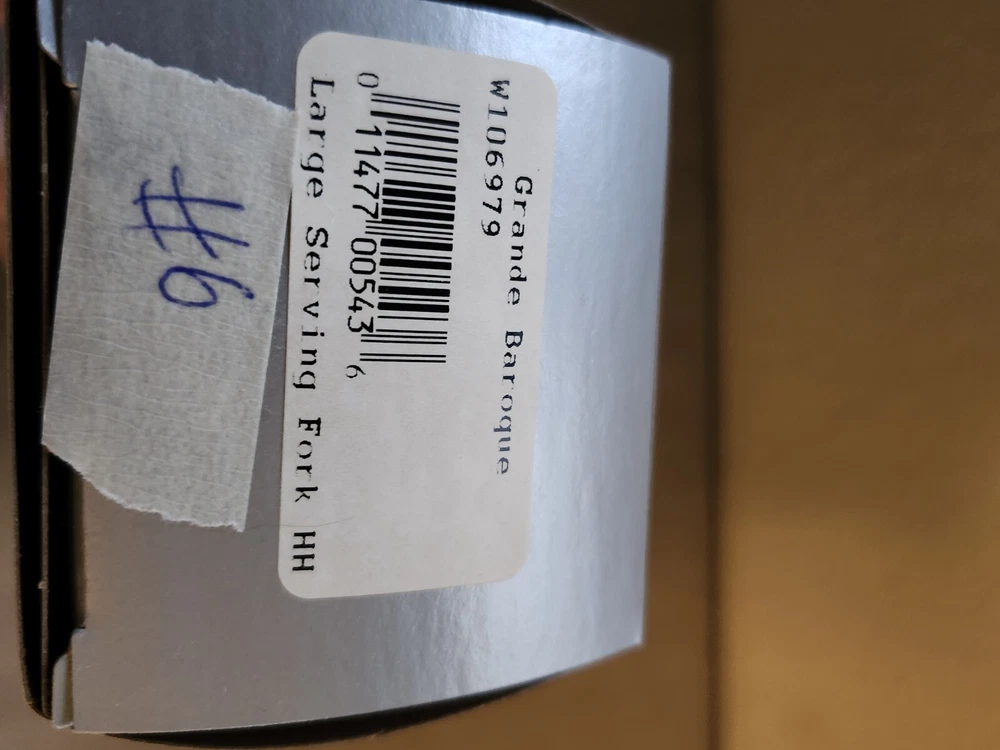 Grande Baroque
W106979
0 11477 00543 6
Large Serving Fork HH
#6